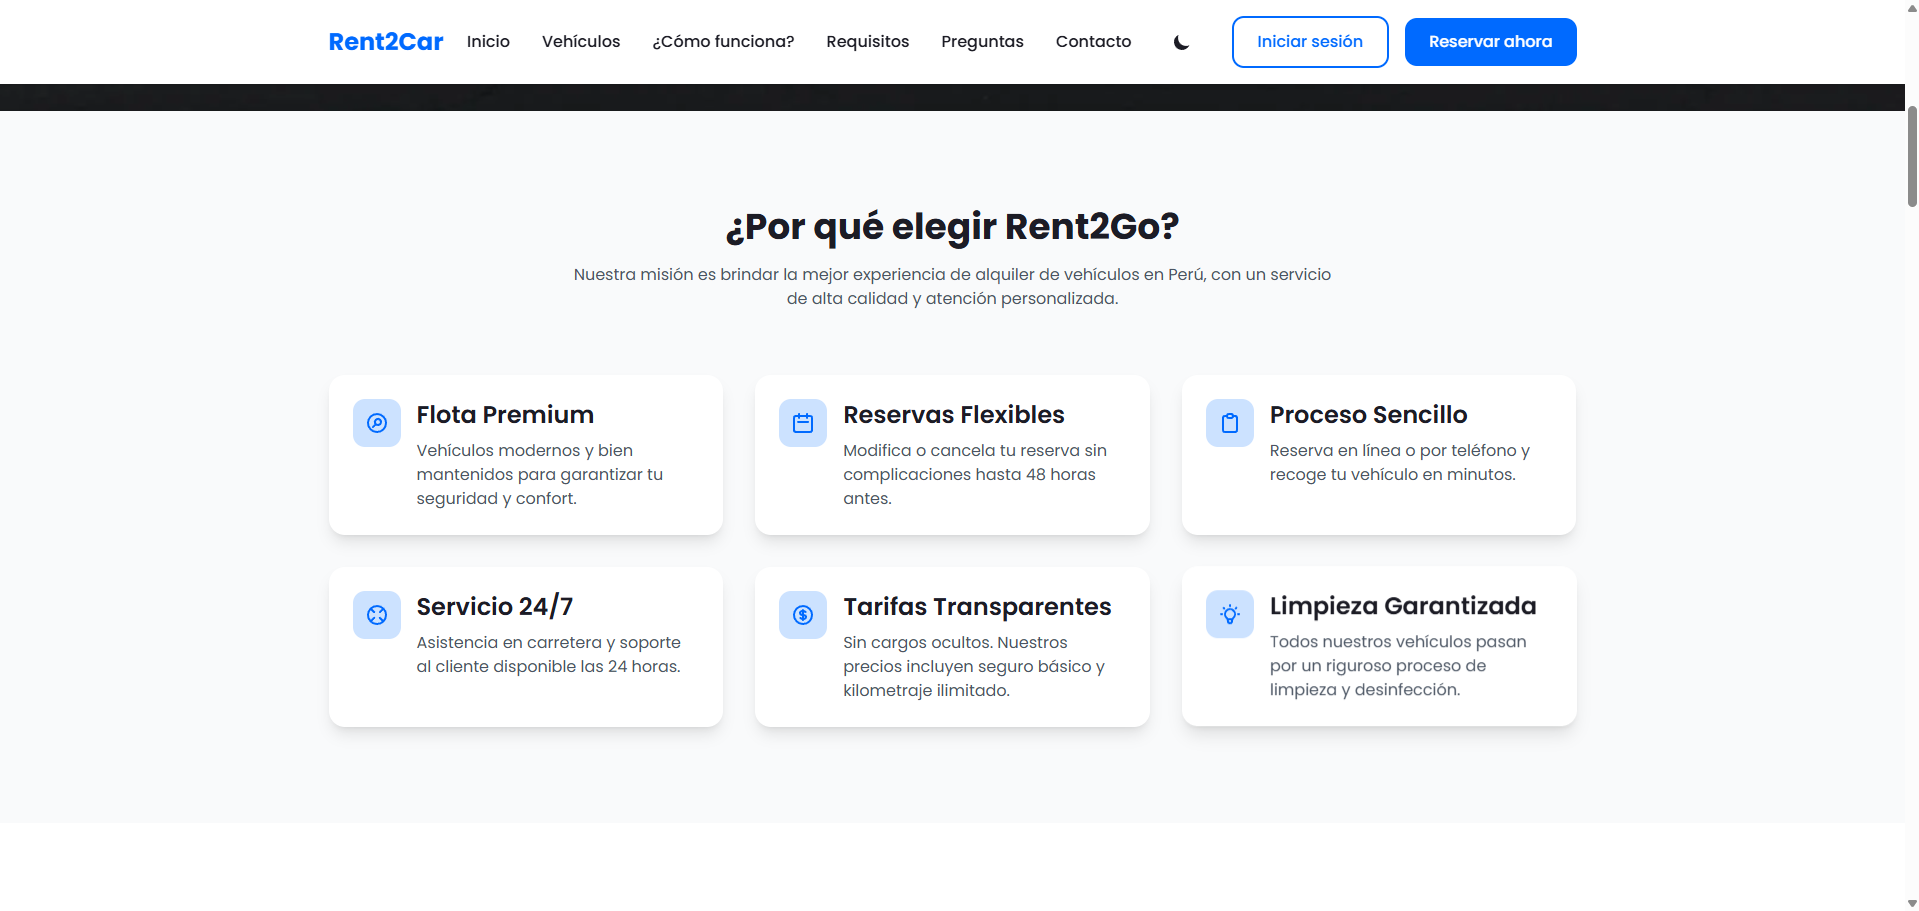 Rent2Car Inicio Vehículos ¿Cómo funciona? Requisitos Preguntas Contacto Iniciar sesión Reservar ahora
¿Por qué elegir Rent2Go?
Nuestra misión es brindar la mejor experiencia de alquiler de vehículos en Perú, con un servicio
de alta calidad y atención personalizada.
Flota Premium
Vehículos modernos y bien
mantenidos para garantizar tu
seguridad y confort.
Reservas Flexibles
Modifica o cancela tu reserva sin
complicaciones hasta 48 horas
antes.
Proceso Sencillo
Reserva en línea o por teléfono y
recoge tu vehículo en minutos.
Servicio 24/7
Asistencia en carretera y soporte
al cliente disponible las 24 horas.
Tarifas Transparentes
Sin cargos ocultos. Nuestros
precios incluyen seguro básico y
kilometraje ilimitado.
Limpieza Garantizada
Todos nuestros vehículos pasan
por un riguroso proceso de
limpieza y desinfección.